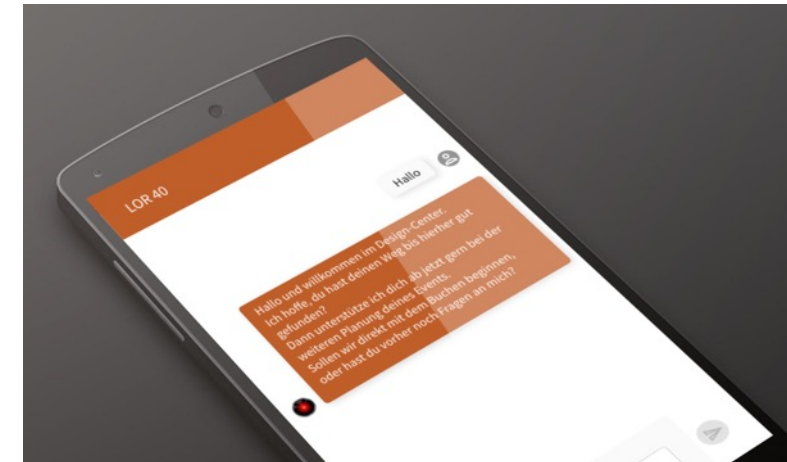 LOR 40
Hallo
Hallo und willkommen im Design-Center.
Ich hoffe, du hast deinen Weg bis hierher gut
gefunden?
Dann unterstütze ich dich ab jetzt gern bei der
weiteren Planung deines Events.
Sollen wir direkt mit dem Buchen beginnen,
oder hast du vorher noch Fragen an mich?